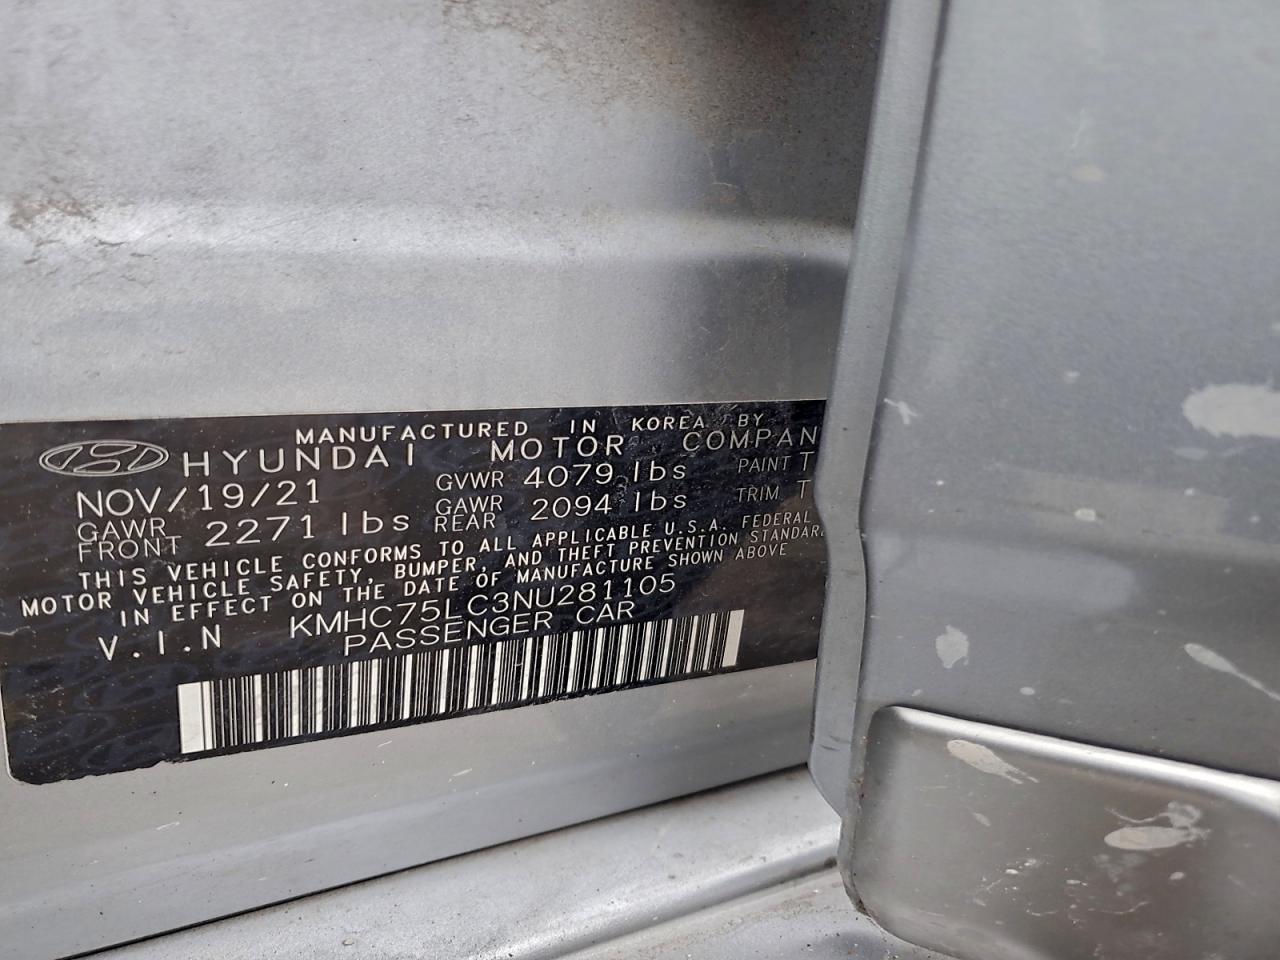 MANUFACTURED IN KOREA BY
HYUNDAI MOTOR COMPAN
NOV/19/21 GVWR 4079 lbs PAINT T
GAWR FRONT 2271 lbs GAWR REAR 2094 lbs TRIM T
THIS VEHICLE CONFORMS TO ALL APPLICABLE U.S.A. FEDERAL
MOTOR VEHICLE SAFETY, BUMPER, AND THEFT PREVENTION STANDAR
IN EFFECT ON THE DATE OF MANUFACTURE SHOWN ABOVE
V.I.N KMHC75LC3NU281105
PASSENGER CAR